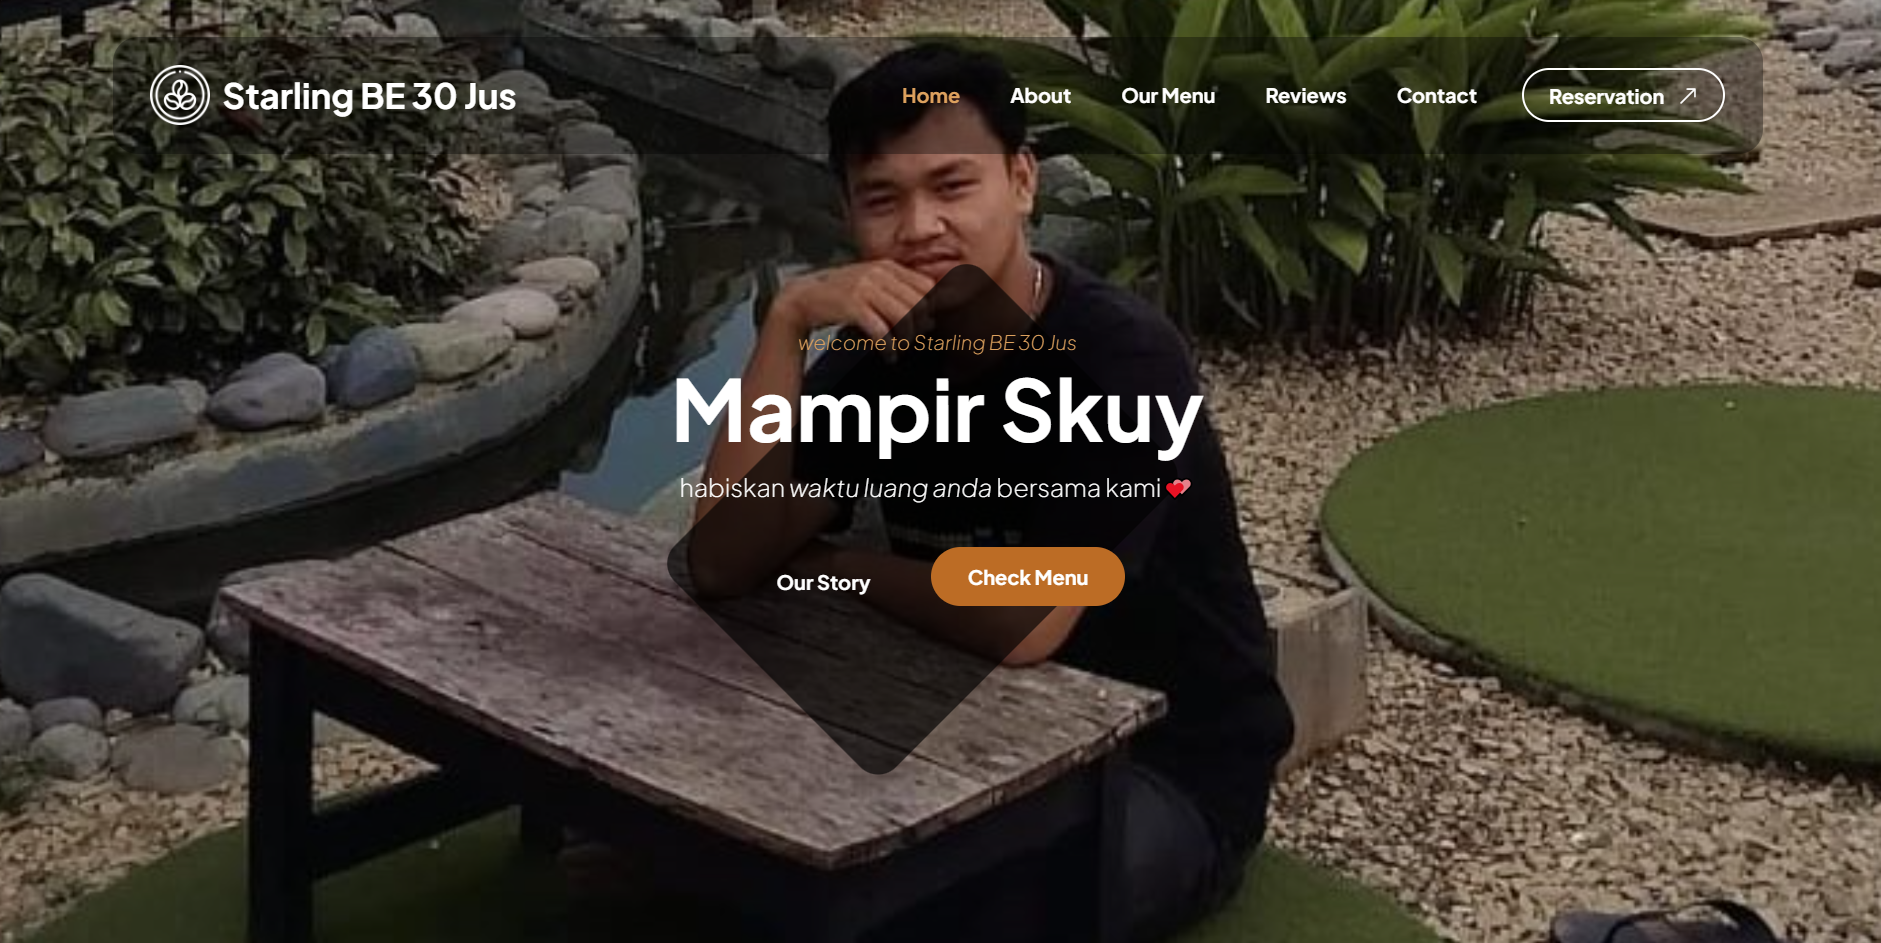 Starling BE 30 Jus
Home About Our Menu Reviews Contact Reservation
welcome to Starling BE 30 Jus
Mampir Skuy
habiskan waktu luang anda bersama kami 💕
Our Story Check Menu